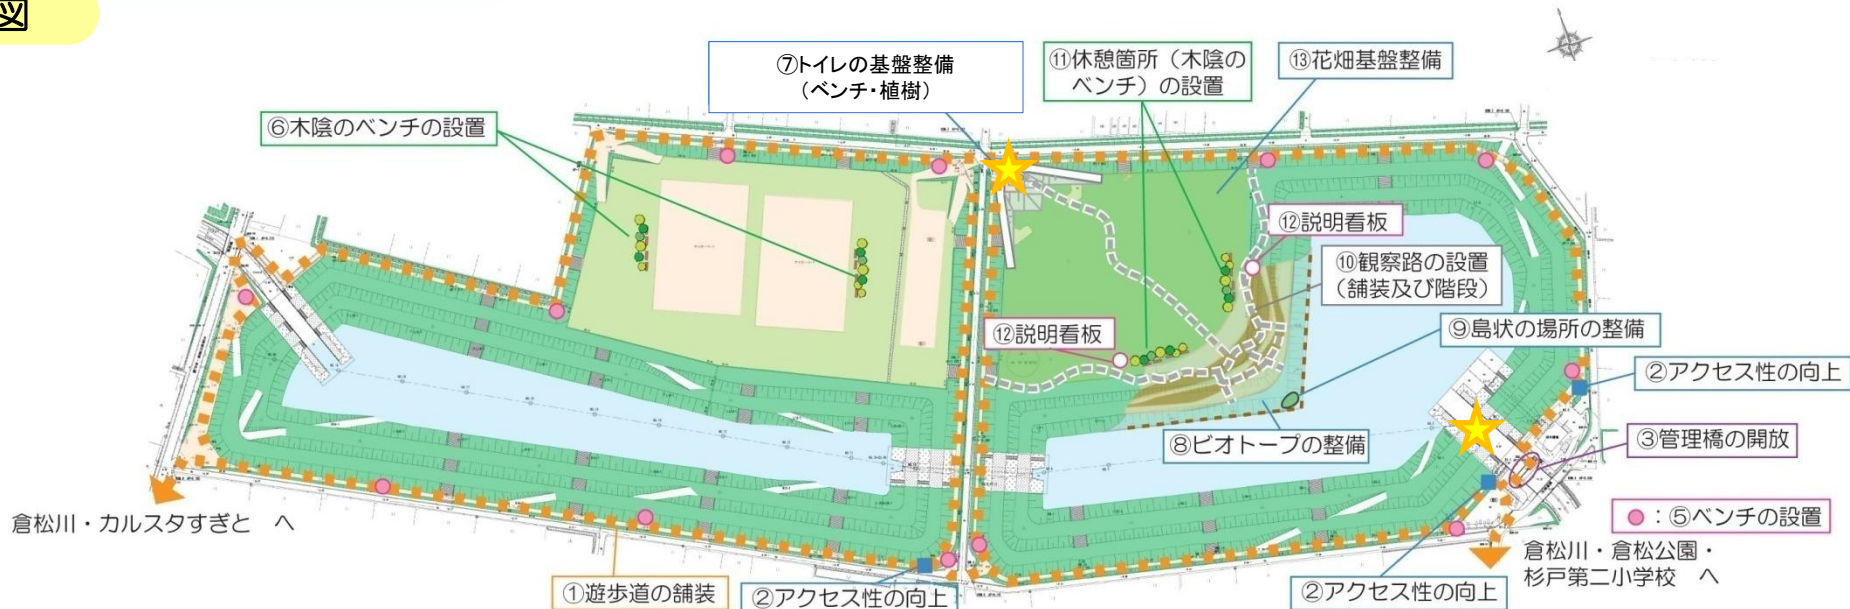 図
⑦トイレの基盤整備
（ベンチ・植樹）
⑪休憩箇所（木陰の
ベンチ）の設置
⑬花畑基盤整備
⑥木陰のベンチの設置
⑫説明看板
⑩観察路の設置
（舗装及び階段）
⑫説明看板
⑨島状の場所の整備
②アクセス性の向上
⑧ビオトープの整備
③管理橋の開放
●：⑤ベンチの設置
倉松川・カルスタすぎと　へ
倉松川・倉松公園・
杉戸第二小学校　へ
①遊歩道の舗装
②アクセス性の向上
②アクセス性の向上